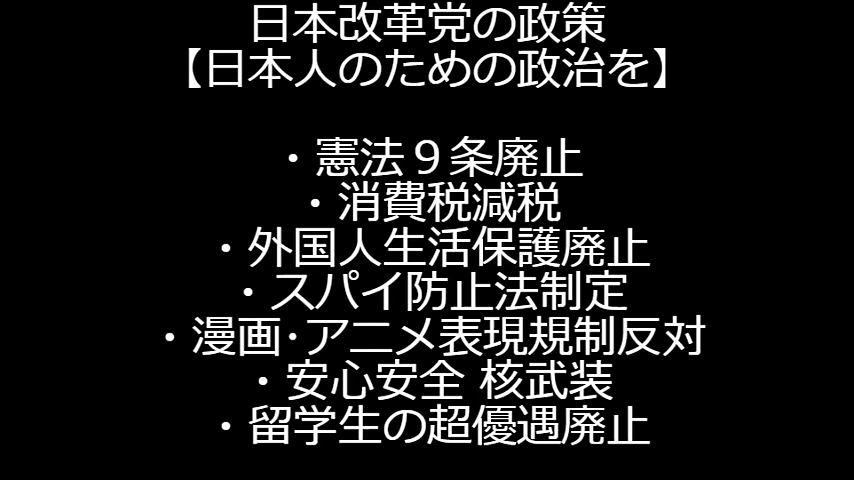 日本改革党の政策
【日本人のための政治を】
・憲法９条廃止
・消費税減税
・外国人生活保護廃止
・スパイ防止法制定
・漫画･アニメ表現規制反対
・安心安全 核武装
・留学生の超優遇廃止